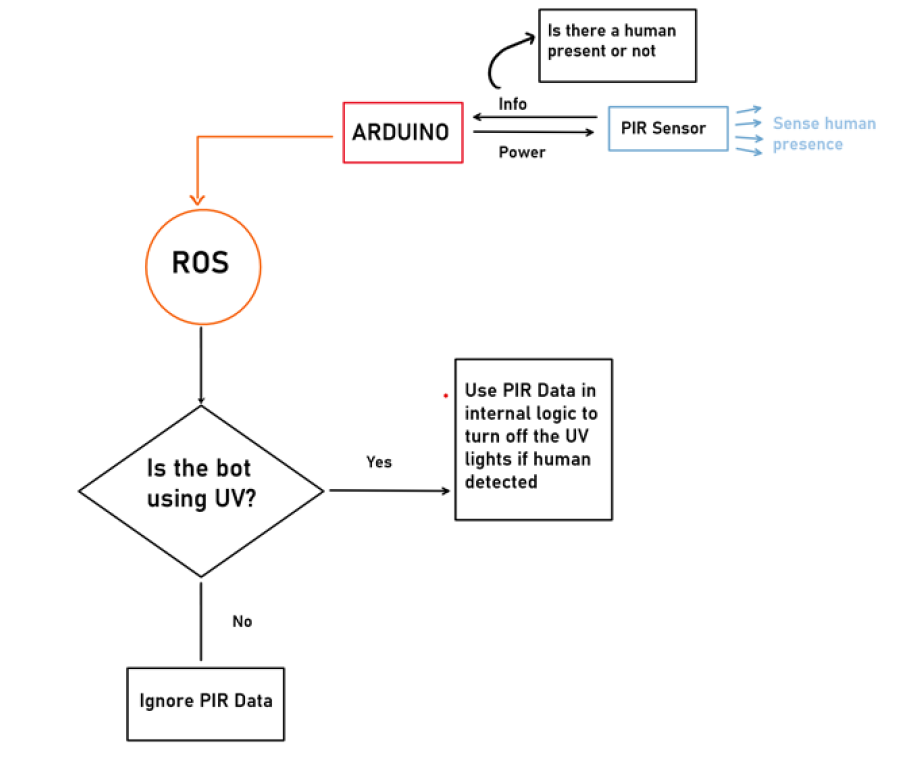 Is there a human
present or not
Info
ARDUINO
PIR Sensor
Sense human
presence
Power
ROS
Use PIR Data in
internal logic to
turn off the UV
lights if human
detected
Is the bot
using UV?
Yes
No
Ignore PIR Data